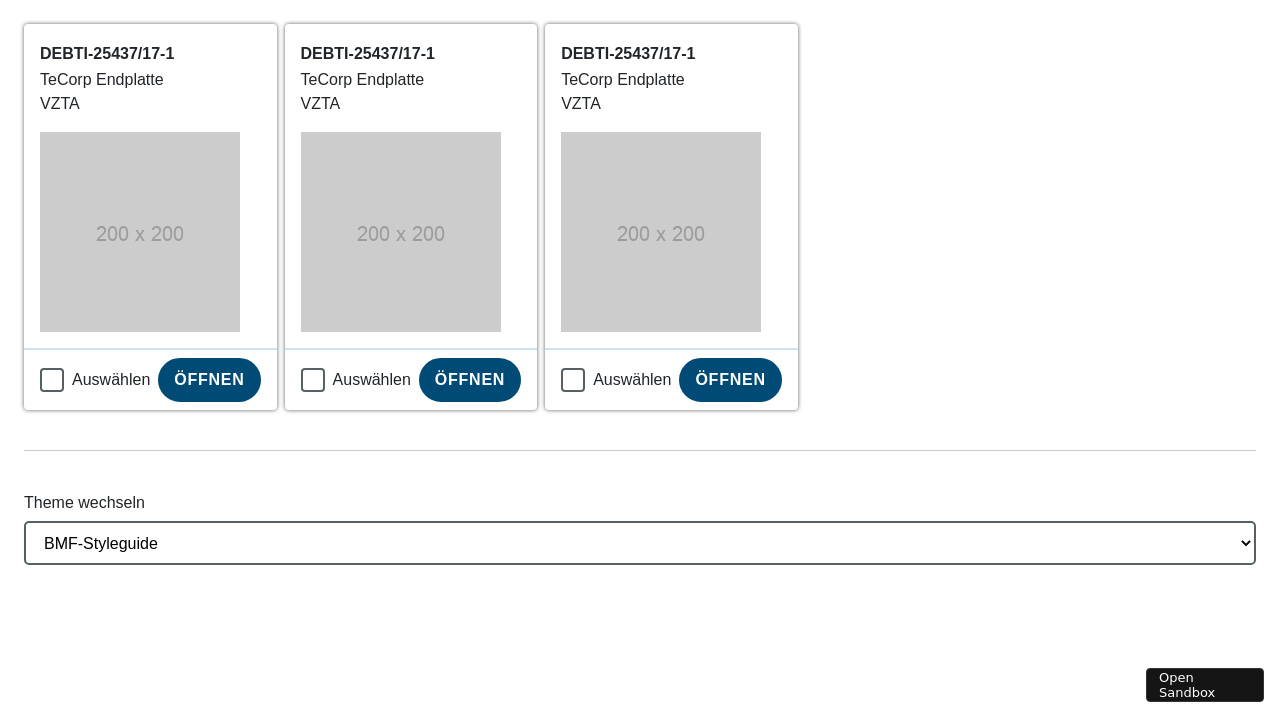 DEBTI-25437/17-1
TeCorp Endplatte
VZTA
200 x 200
Auswählen
ÖFFNEN
DEBTI-25437/17-1
TeCorp Endplatte
VZTA
200 x 200
Auswählen
ÖFFNEN
DEBTI-25437/17-1
TeCorp Endplatte
VZTA
200 x 200
Auswählen
ÖFFNEN
Theme wechseln
BMF-Styleguide
Open
Sandbox